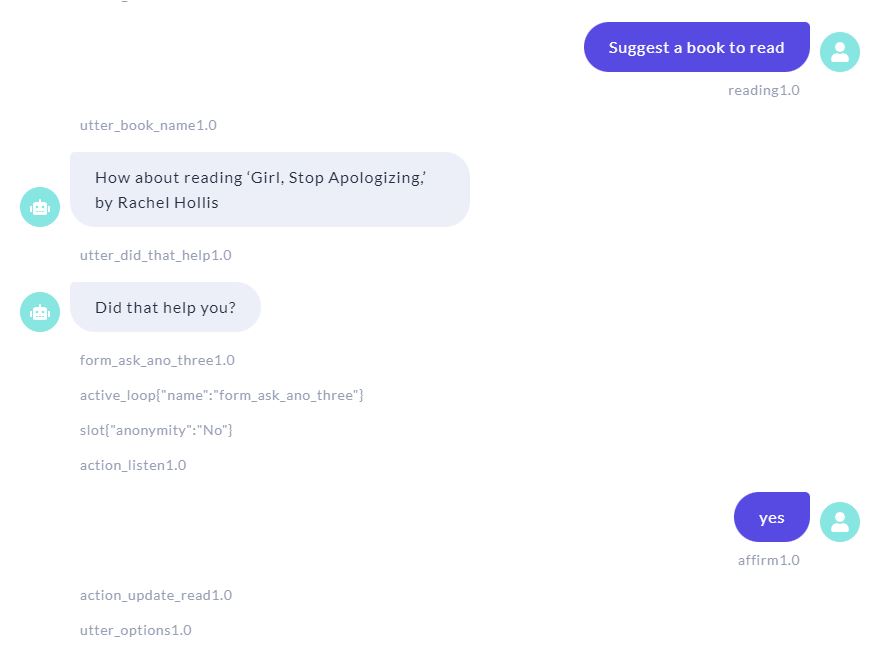 Suggest a book to read
reading1.0
utter_book_name1.0
How about reading ‘Girl, Stop Apologizing,’
by Rachel Hollis
utter_did_that_help1.0
Did that help you?
form_ask_ano_three1.0
active_loop{"name":"form_ask_ano_three"}
slot{"anonymity":"No"}
action_listen1.0
yes
affirm1.0
action_update_read1.0
utter_options1.0